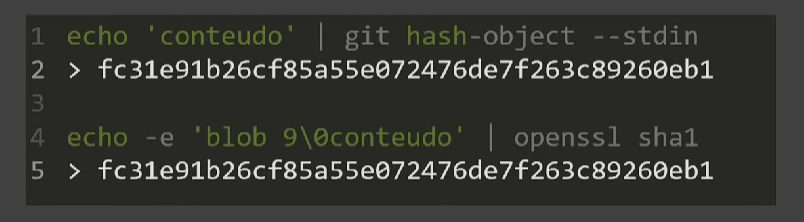 1 echo 'conteudo' | git hash-object --stdin
2 > fc31e91b26cf85a55e072476de7f263c89260eb1
3
4 echo -e 'blob 9\0conteudo' | openssl sha1
5 > fc31e91b26cf85a55e072476de7f263c89260eb1